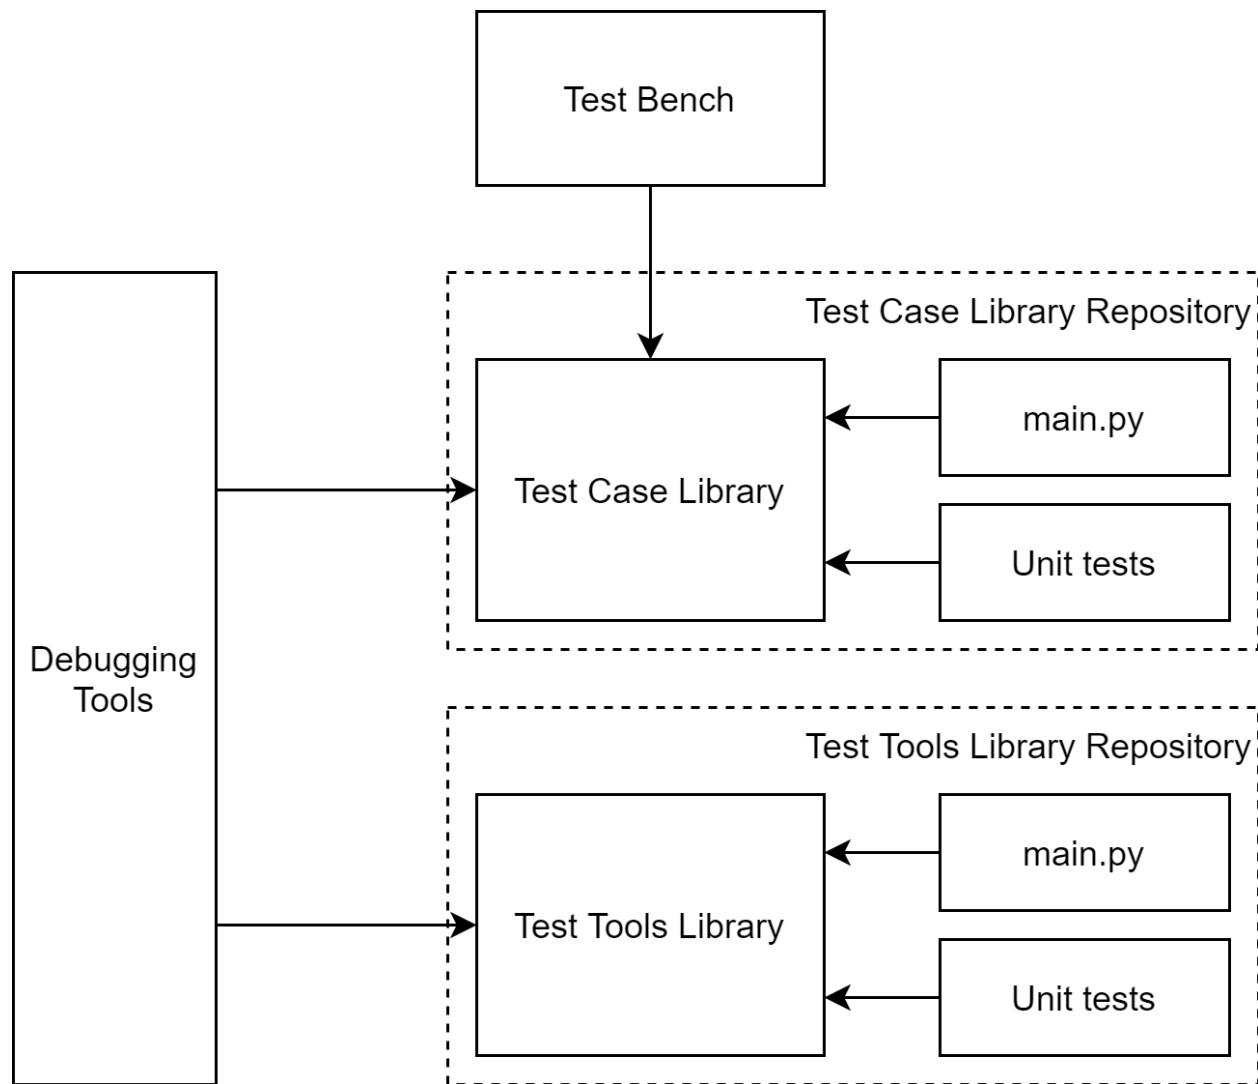 Test Bench
Test Case Library Repository
main.py
Test Case Library
Unit tests
Debugging
Tools
Test Tools Library Repository
main.py
Test Tools Library
Unit tests